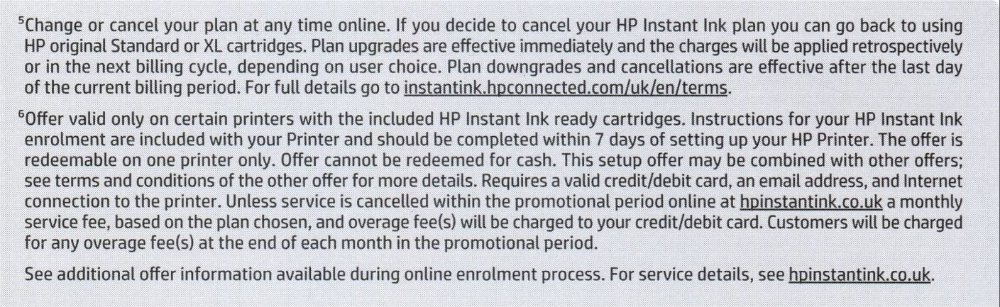 ⁵Change or cancel your plan at any time online. If you decide to cancel your HP Instant Ink plan you can go back to using
HP original Standard or XL cartridges. Plan upgrades are effective immediately and the charges will be applied retrospectively
or in the next billing cycle, depending on user choice. Plan downgrades and cancellations are effective after the last day
of the current billing period. For full details go to instantink.hpconnected.com/uk/en/terms.
⁶Offer valid only on certain printers with the included HP Instant Ink ready cartridges. Instructions for your HP Instant Ink
enrolment are included with your Printer and should be completed within 7 days of setting up your HP Printer. The offer is
redeemable on one printer only. Offer cannot be redeemed for cash. This setup offer may be combined with other offers;
see terms and conditions of the other offer for more details. Requires a valid credit/debit card, an email address, and Internet
connection to the printer. Unless service is cancelled within the promotional period online at hpinstantink.co.uk a monthly
service fee, based on the plan chosen, and overage fee(s) will be charged to your credit/debit card. Customers will be charged
for any overage fee(s) at the end of each month in the promotional period.
See additional offer information available during online enrolment process. For service details, see hpinstantink.co.uk.